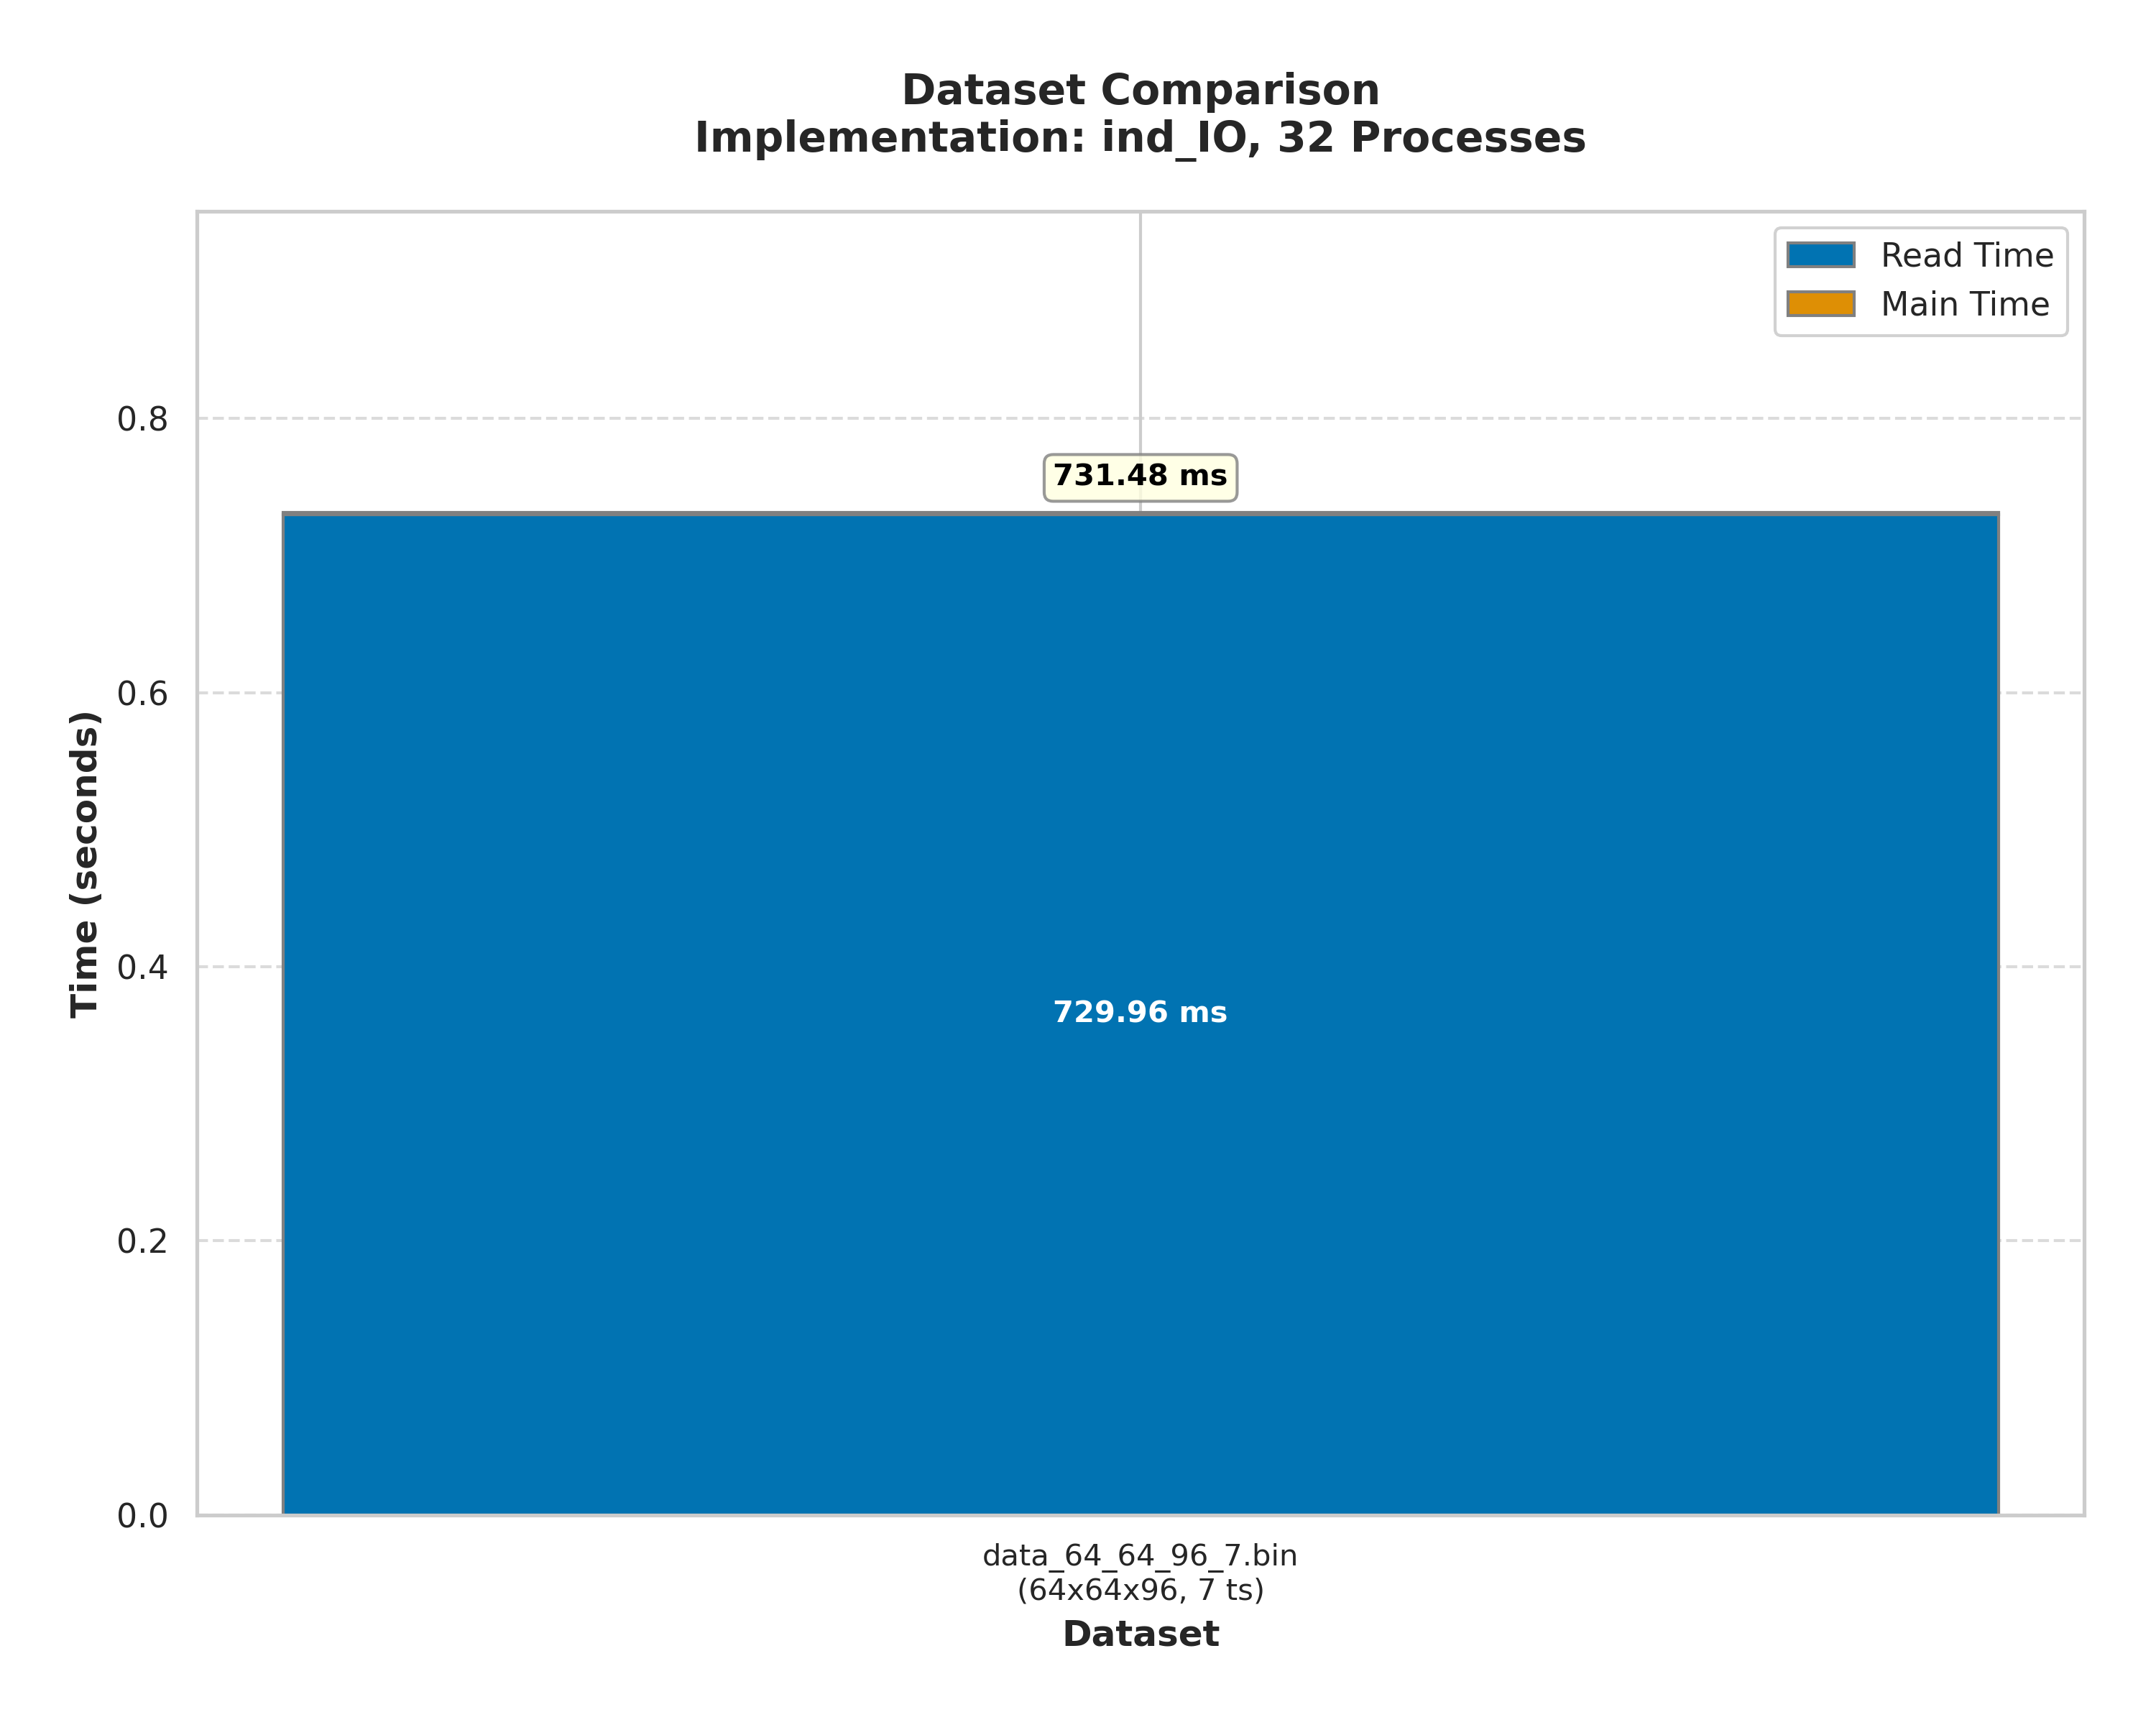 Dataset Comparison
Implementation: ind_IO, 32 Processes
Read Time
Main Time
0.8
0.6
0.4
0.2
0.0
Time (seconds)
731.48 ms
729.96 ms
data_64_64_96_7.bin
(64x64x96, 7 ts)
Dataset